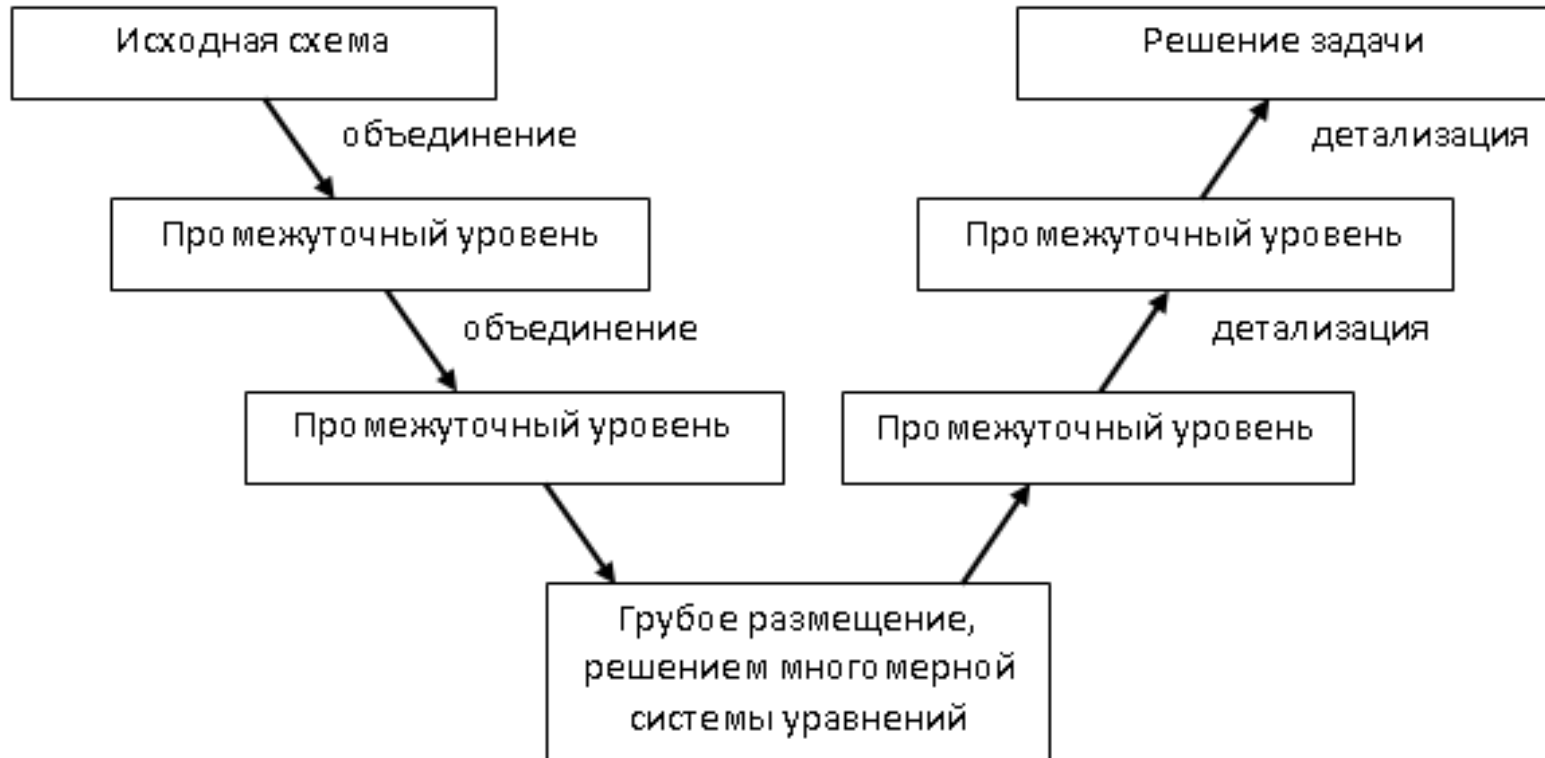 Исходная схема
Решение задачи
объединение
детализация
Промежуточный уровень
Промежуточный уровень
объединение
детализация
Промежуточный уровень
Промежуточный уровень
Грубое размещение,
решением многомерной
системы уравнений